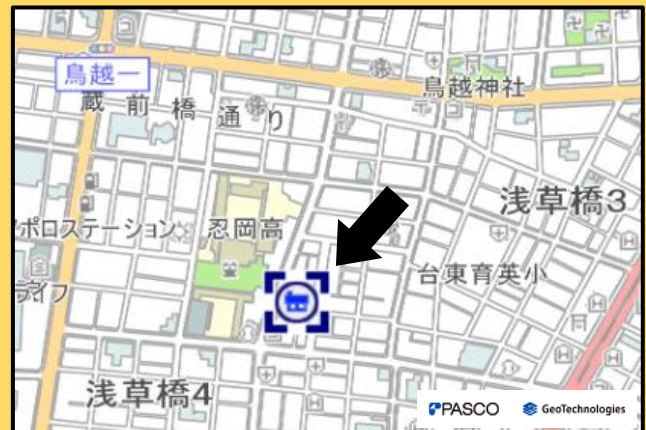 鳥越一
蔵前橋通り
鳥越神社
浅草橋3
ポロステーション
忍岡高
台東育英小
ライフ
浅草橋4
PASCO
GeoTechnologies